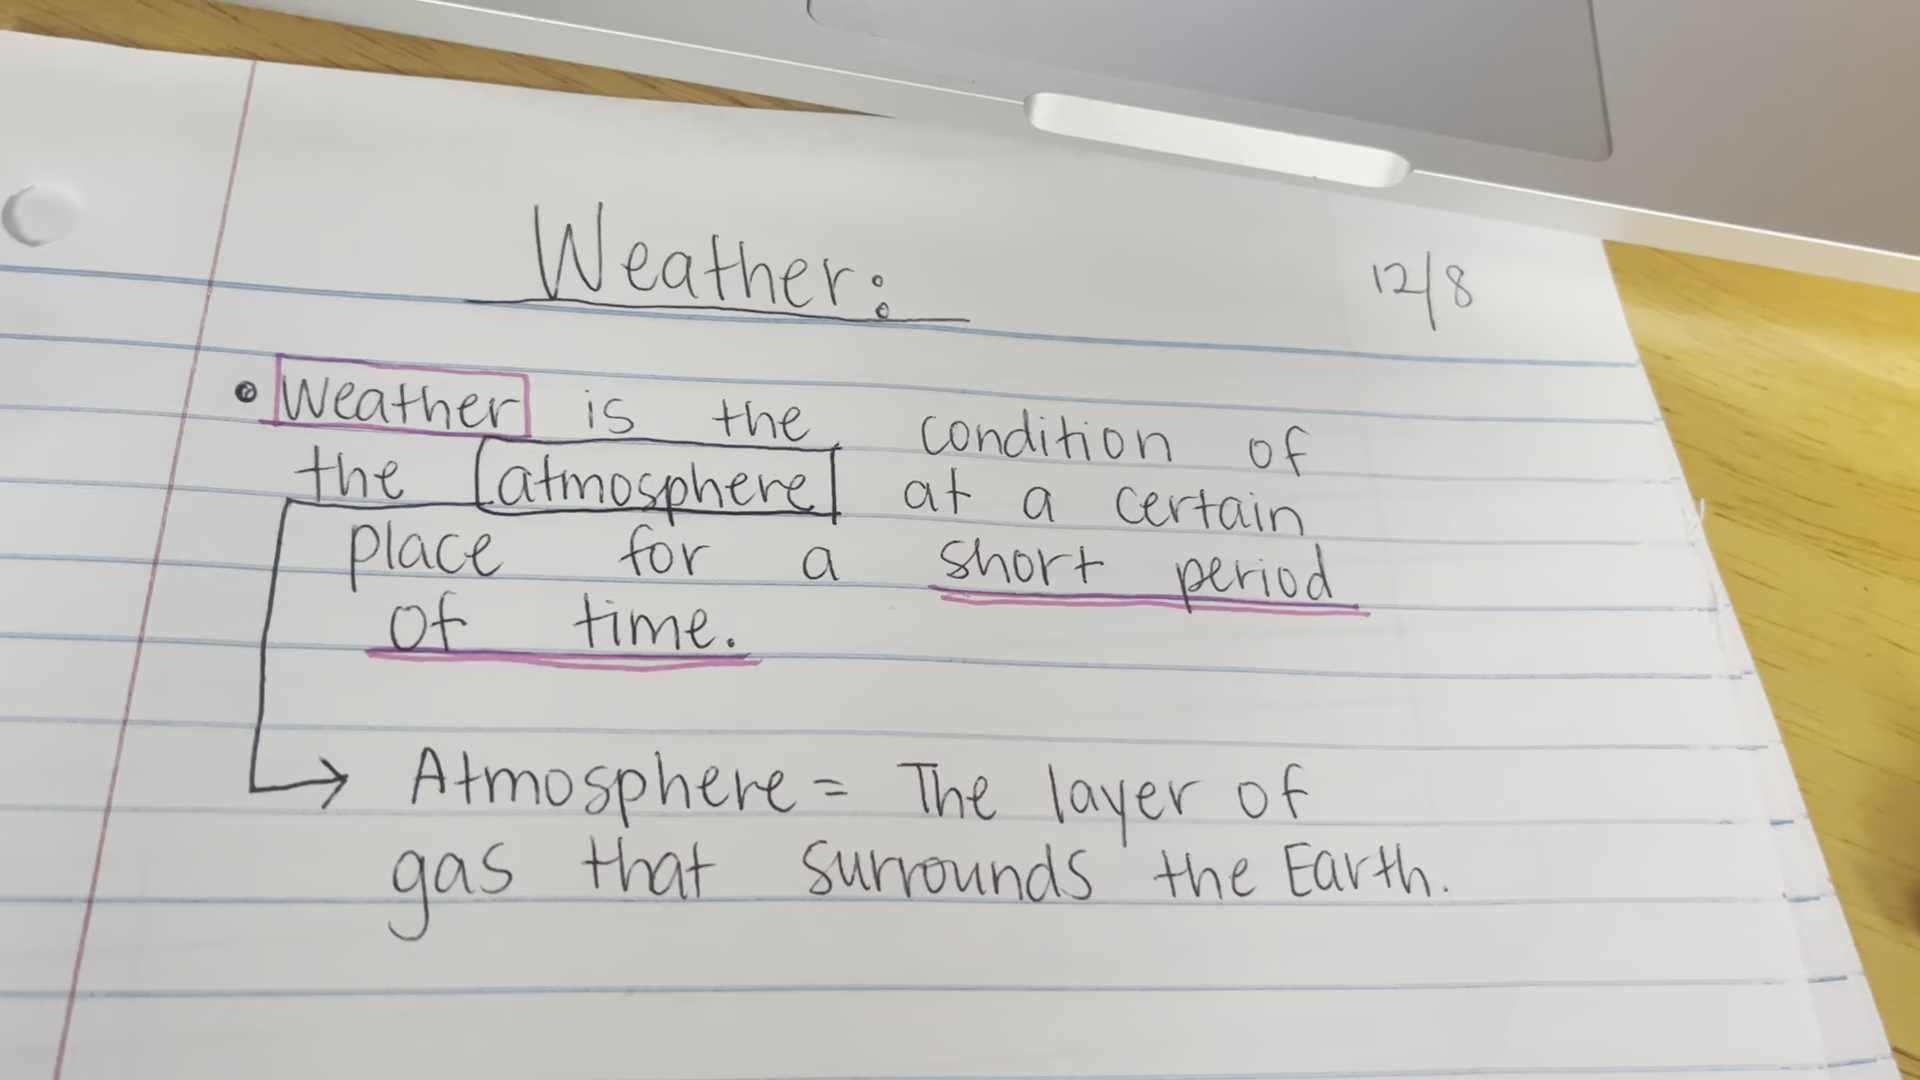 Weather:
12/8
• Weather is the condition of
the atmosphere at a certain
place for a short period
of time.
→ Atmosphere = The layer of
gas that surrounds the Earth.